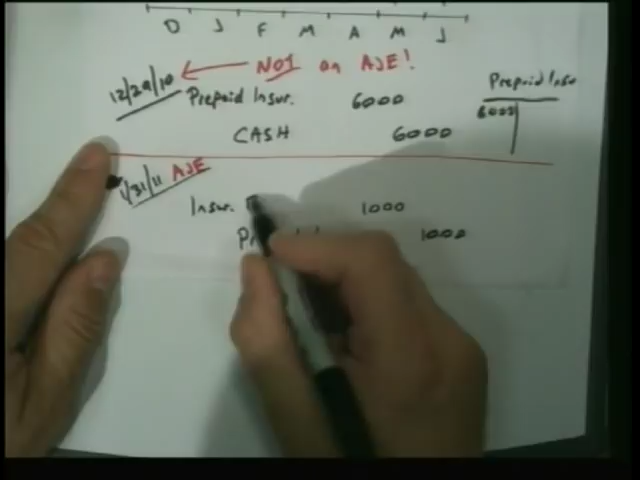 D J F M A M J
NOT an AJE!
12/29/10 Prepaid Insur. 6000
CASH 6000
Prepaid Insu
6000
1/31/11 AJE
Insur. 1000
1000